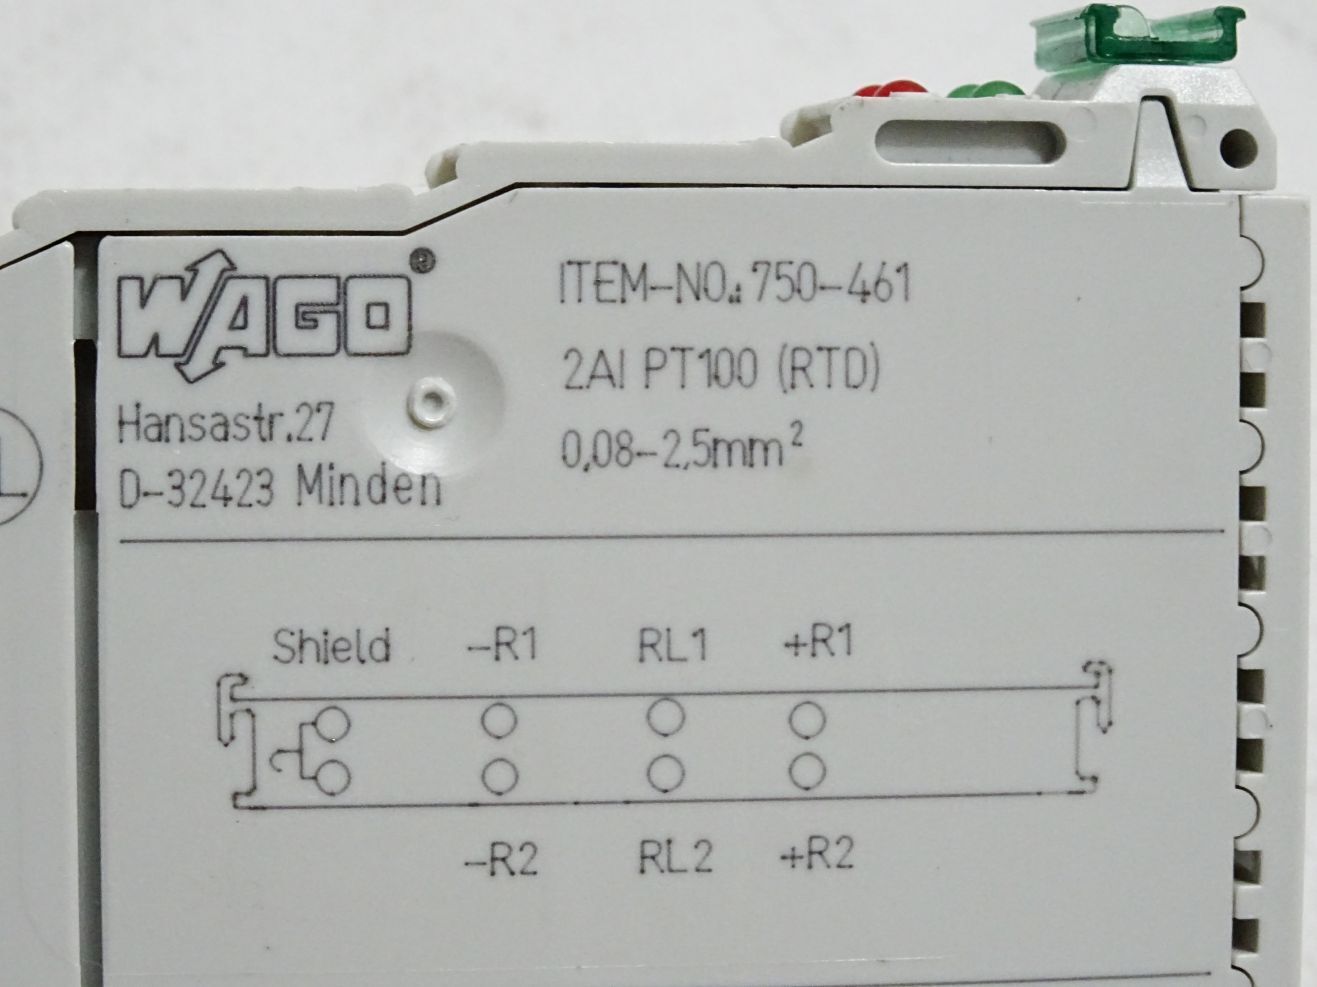 WAGO®
Hansastr.27
D-32423 Minden
ITEM-NO.:750-461
2AI PT100 (RTD)
0,08-2,5mm²
Shield -R1 RL1 +R1
-R2 RL2 +R2